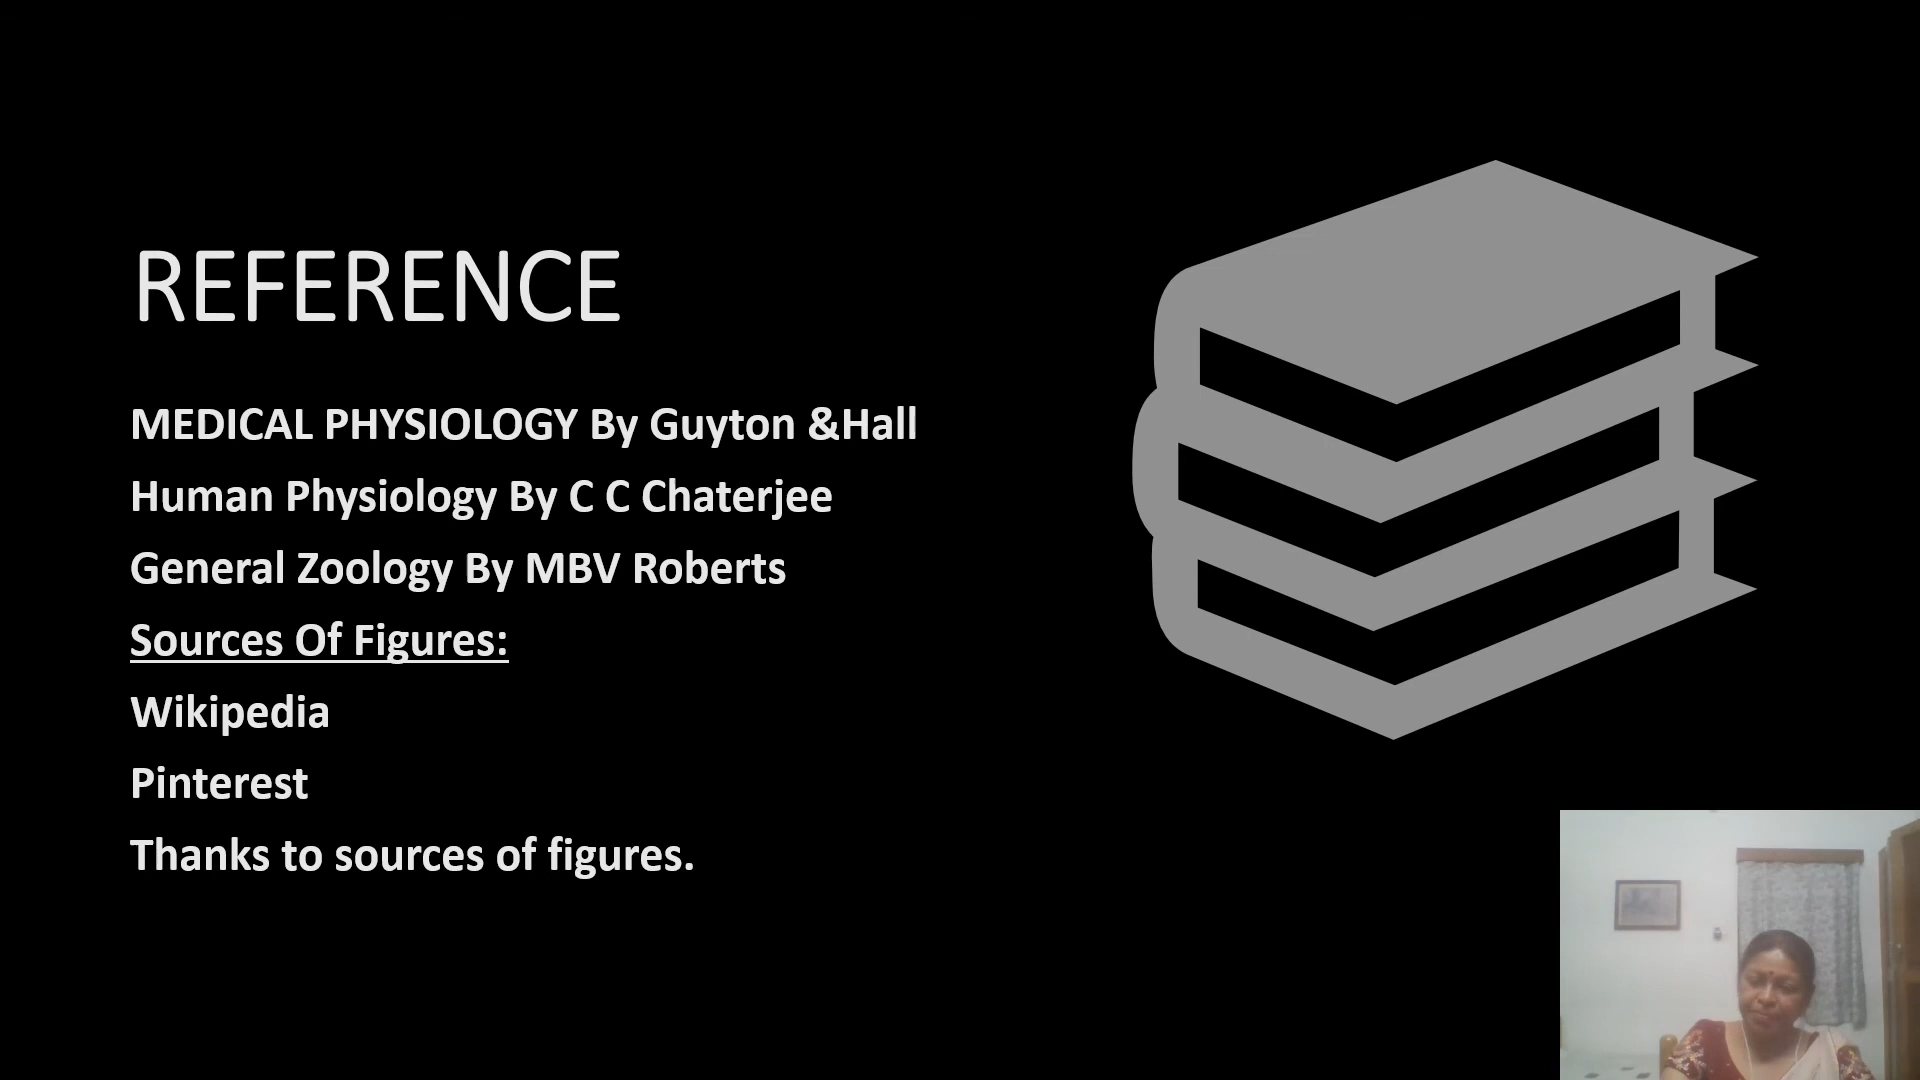 REFERENCE
MEDICAL PHYSIOLOGY By Guyton &Hall
Human Physiology By C C Chaterjee
General Zoology By MBV Roberts
Sources Of Figures:
Wikipedia
Pinterest
Thanks to sources of figures.